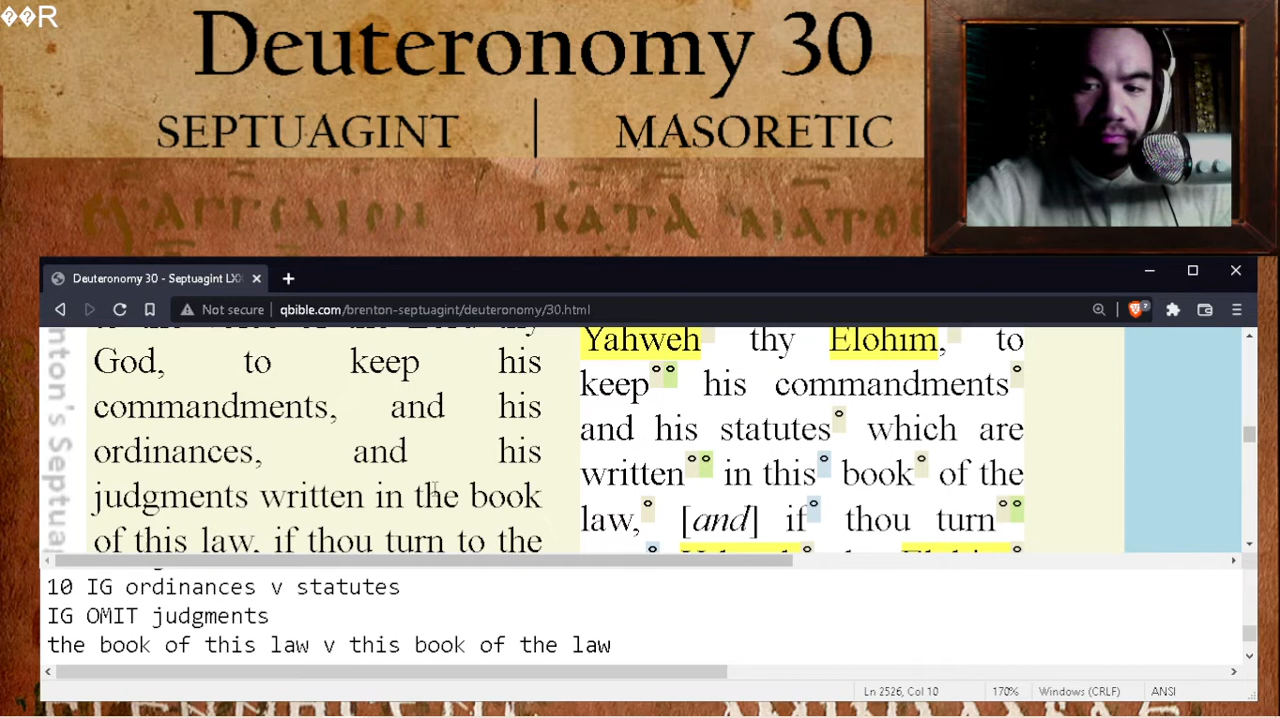 ��R
Deuteronomy 30
SEPTUAGINT | MASORETIC
Deuteronomy 30 - Septuagint LX
Not secure | qbible.com/brenton-septuagint/deuteronomy/30.html
God, to keep his
commandments, and his
ordinances, and his
judgments written in the book
of this law, if thou turn to the
Yahweh° thy Elohim,° to
keep°° his commandments°
and his statutes° which are
written°° in this° book° of the
law,° [and] if° thou turn°°
10 IG ordinances v statutes
IG OMIT judgments
the book of this law v this book of the law
Ln 2526, Col 10 170% Windows (CRLF) ANSI